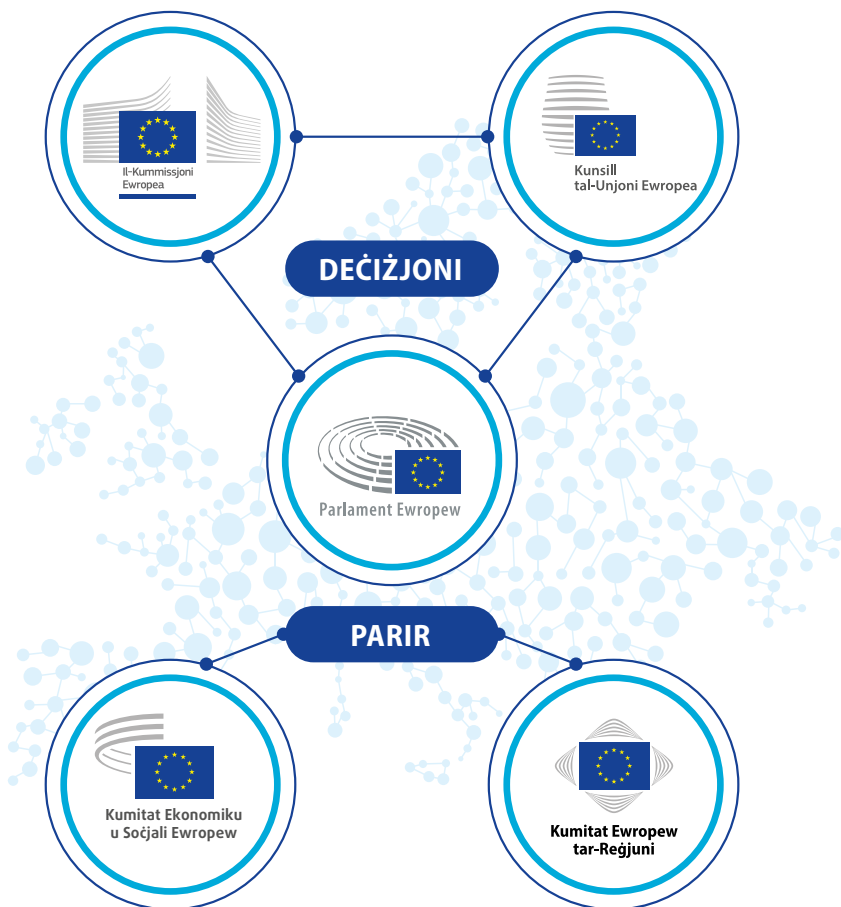 Il-Kummissjoni
Ewropea
Kunsill
tal-Unjoni Ewropea
DEĊIŻJONI
Parlament Ewropew
PARIR
Kumitat Ekonomiku
u Soċjali Ewropew
Kumitat Ewropew
tar-Reġjuni